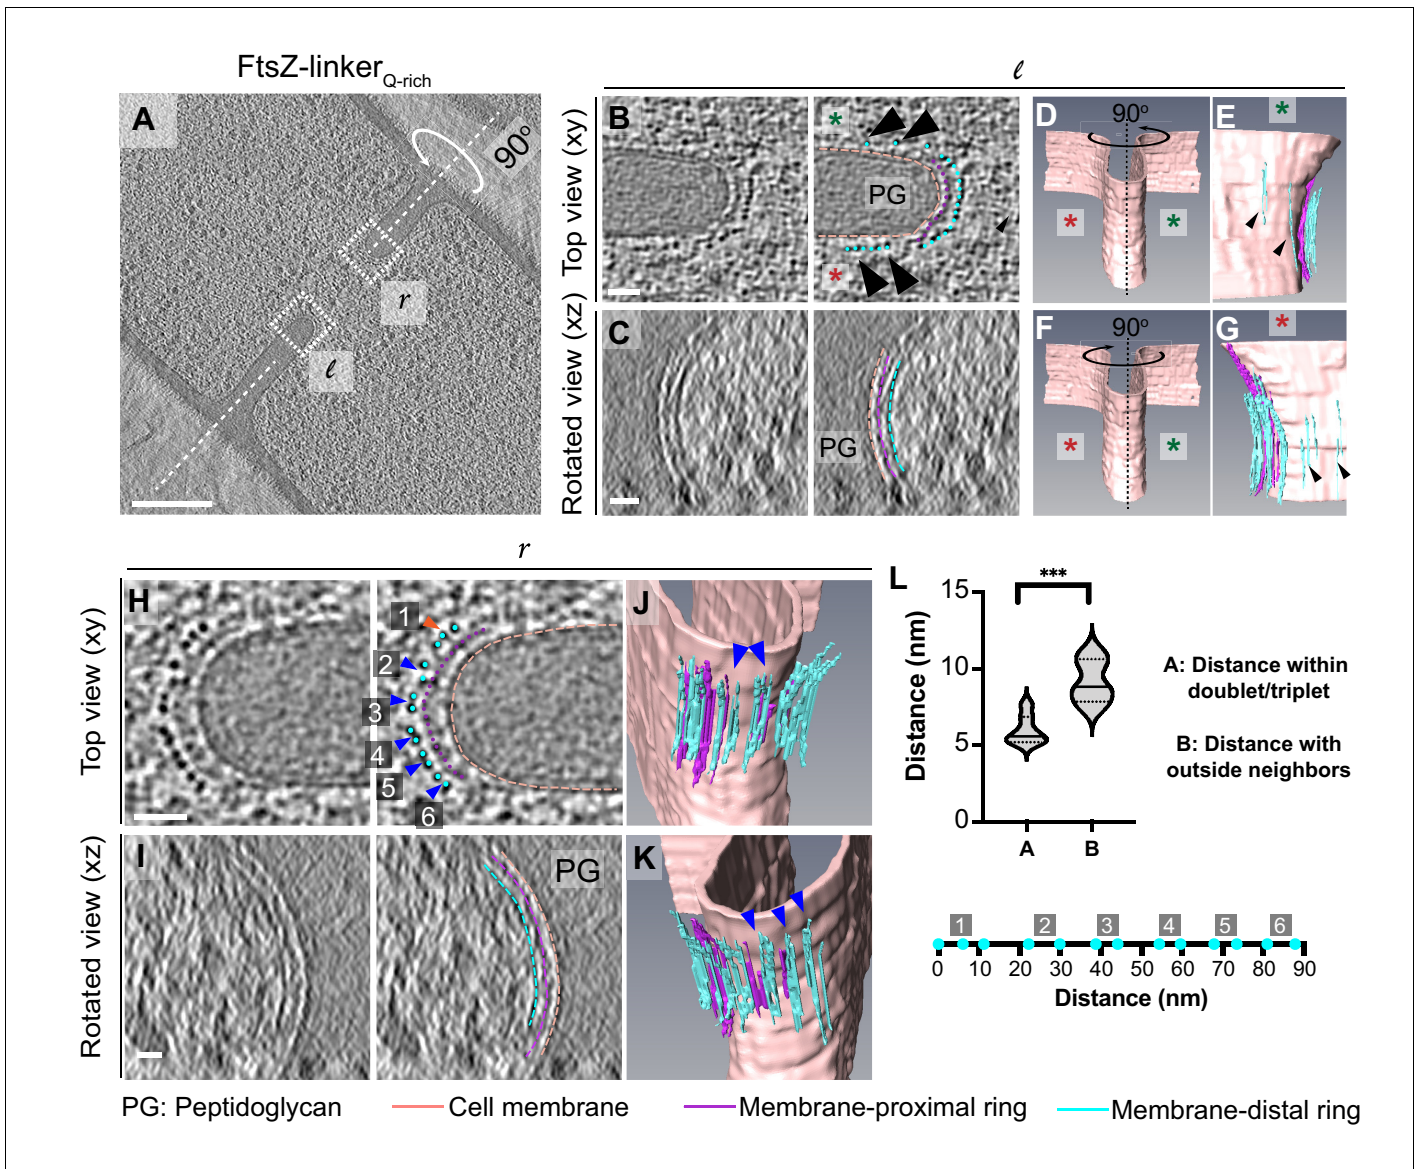 FtsZ-linker Q-rich
ℓ
A
90°
r
ℓ
Top view (xy)
B
*
PG
*
D
90°
*
*
E
*
Rotated view (xz)
C
PG
F
90°
*
*
G
*
r
Top view (xy)
H
1
2
3
4
5
6
J
Rotated view (xz)
I
PG
K
L
***
Distance (nm)
15
10
5
0
A B
A: Distance within
doublet/triplet
B: Distance with
outside neighbors
1 2 3 4 5 6
0 10 20 30 40 50 60 70 80 90
Distance (nm)
PG: Peptidoglycan
Cell membrane
Membrane-proximal ring
Membrane-distal ring